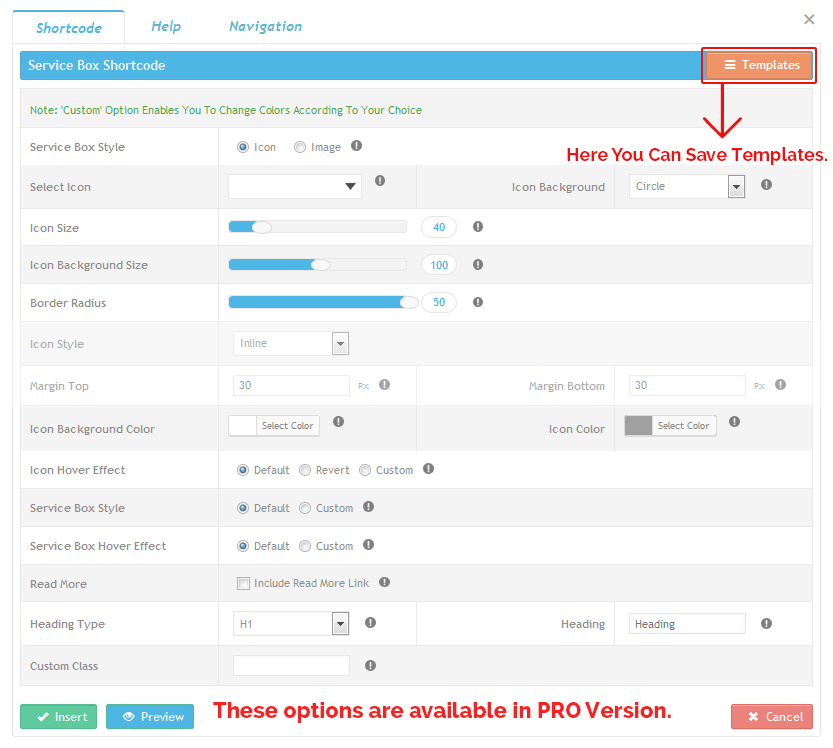 Shortcode Help Navigation
Service Box Shortcode Templates
Note: 'Custom' Option Enables You To Change Colors According To Your Choice
Here You Can Save Templates.
Service Box Style Icon Image
Select Icon Icon Background Circle
Icon Size 40
Icon Background Size 100
Border Radius 50
Icon Style Inline
Margin Top 30 Px Margin Bottom 30 Px
Icon Background Color Select Color Icon Color Select Color
Icon Hover Effect Default Revert Custom
Service Box Style Default Custom
Service Box Hover Effect Default Custom
Read More Include Read More Link
Heading Type H1 Heading Heading
Custom Class
Insert Preview These options are available in PRO Version. Cancel